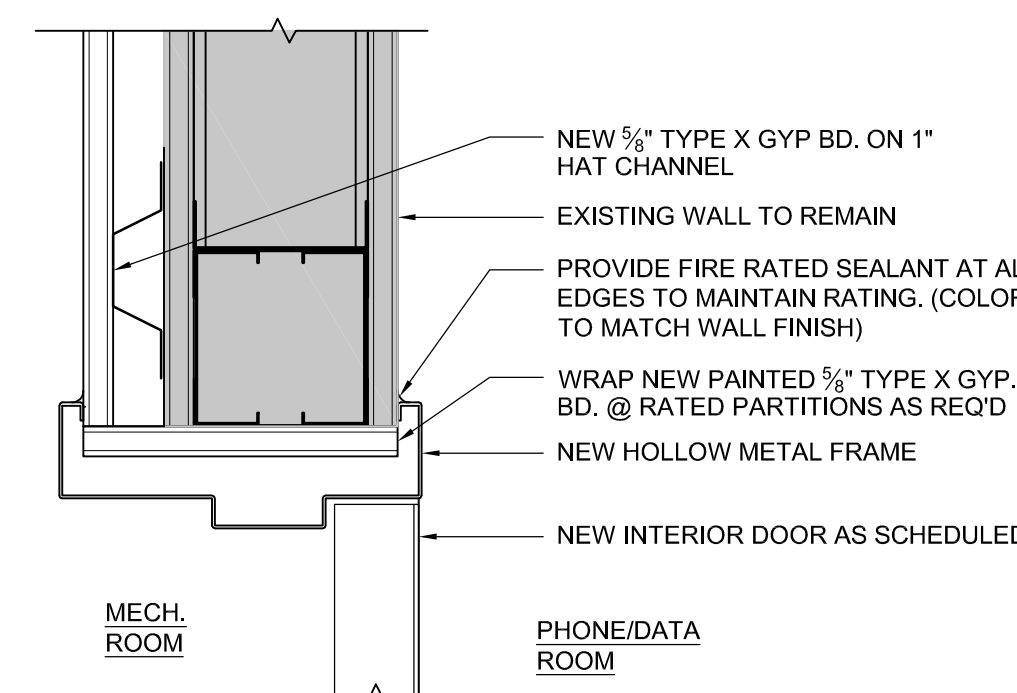 NEW ⅝" TYPE X GYP BD. ON 1"
HAT CHANNEL
EXISTING WALL TO REMAIN
PROVIDE FIRE RATED SEALANT AT
EDGES TO MAINTAIN RATING.
TO MATCH WALL FINISH)
WRAP NEW PAINTED ⅝" TYPE X GYP.
BD. @ RATED PARTITIONS AS REQ'D
NEW HOLLOW METAL FRAME
NEW INTERIOR DOOR AS SCHEDULED
MECH.
ROOM
PHONE/DATA
ROOM